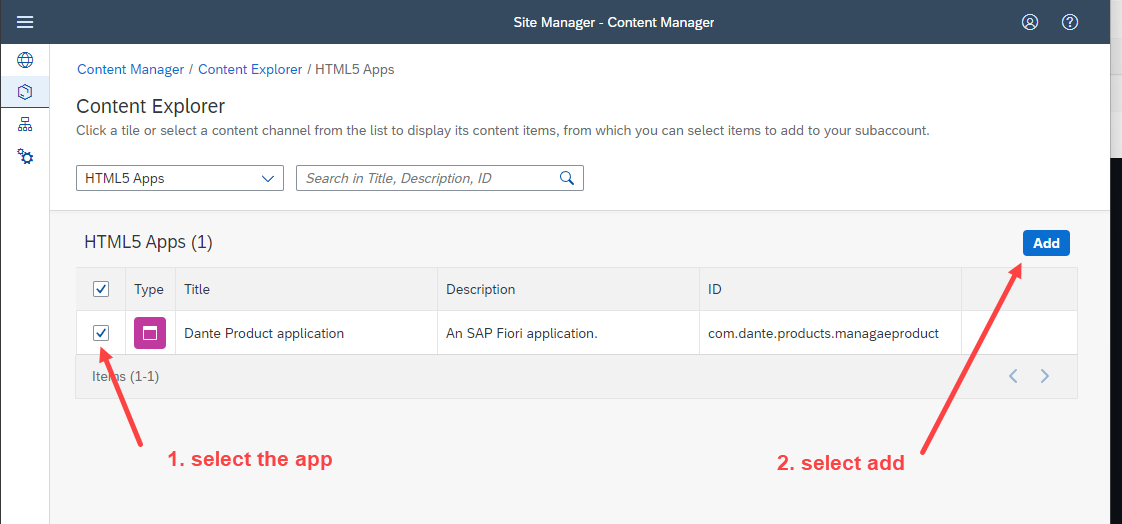 Site Manager - Content Manager
Content Manager / Content Explorer / HTML5 Apps
Content Explorer
Click a tile or select a content channel from the list to display its content items, from which you can select items to add to your subaccount.
HTML5 Apps
Search in Title, Description, ID
HTML5 Apps (1)
Add
Type Title Description ID
Dante Product application An SAP Fiori application. com.dante.products.managaeproduct
Items (1-1)
1. select the app
2. select add